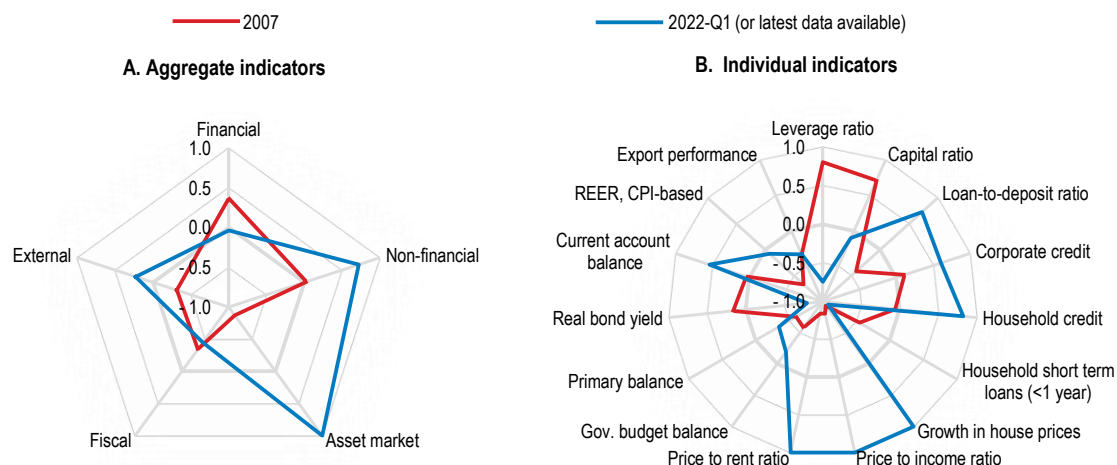 2007
2022-Q1 (or latest data available)
A. Aggregate indicators
B. Individual indicators
Financial
1.0
0.5
0.0
- 0.5
- 1.0
External
Non-financial
Fiscal
Asset market
Leverage ratio
1.0
0.5
0.0
- 0.5
- 1.0
Export performance
Capital ratio
REER, CPI-based
Loan-to-deposit ratio
Current account
balance
Corporate credit
Real bond yield
Household credit
Primary balance
Household short term
loans (<1 year)
Gov. budget balance
Growth in house prices
Price to rent ratio
Price to income ratio